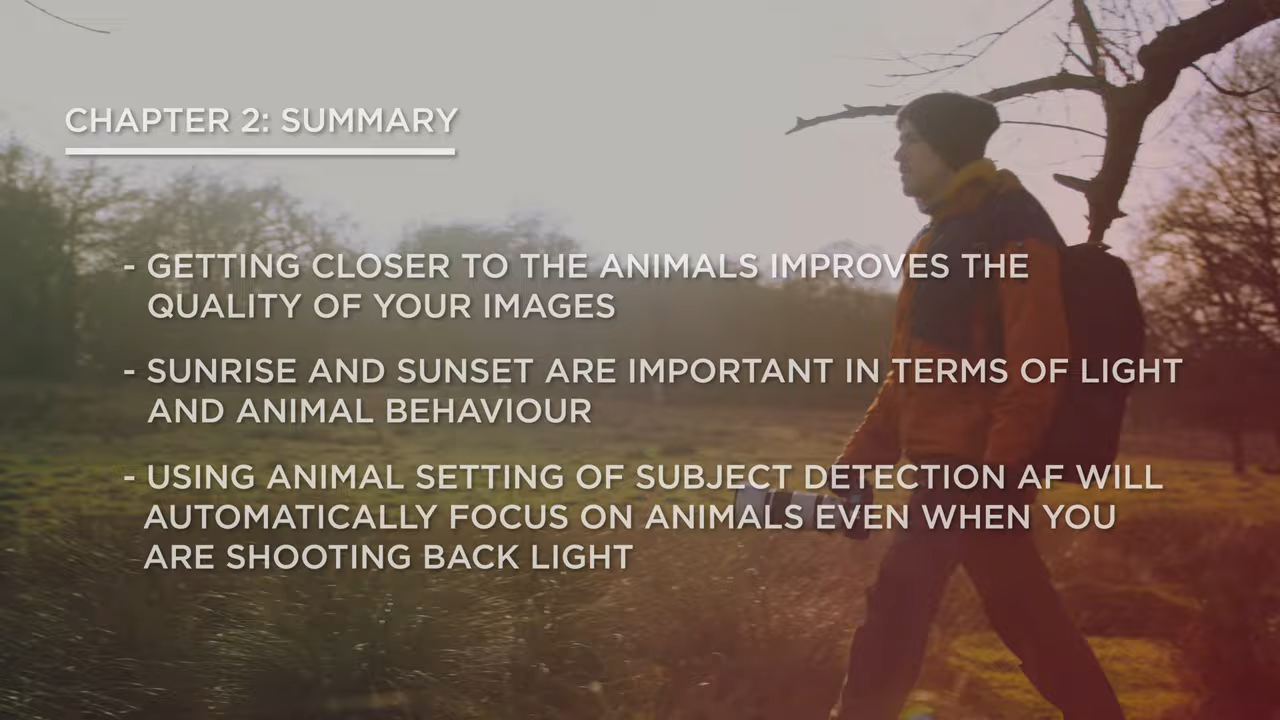 CHAPTER 2: SUMMARY
- GETTING CLOSER TO THE ANIMALS IMPROVES THE
QUALITY OF YOUR IMAGES
- SUNRISE AND SUNSET ARE IMPORTANT IN TERMS OF LIGHT
AND ANIMAL BEHAVIOUR
- USING ANIMAL SETTING OF SUBJECT DETECTION AF WILL
AUTOMATICALLY FOCUS ON ANIMALS EVEN WHEN YOU
ARE SHOOTING BACK LIGHT